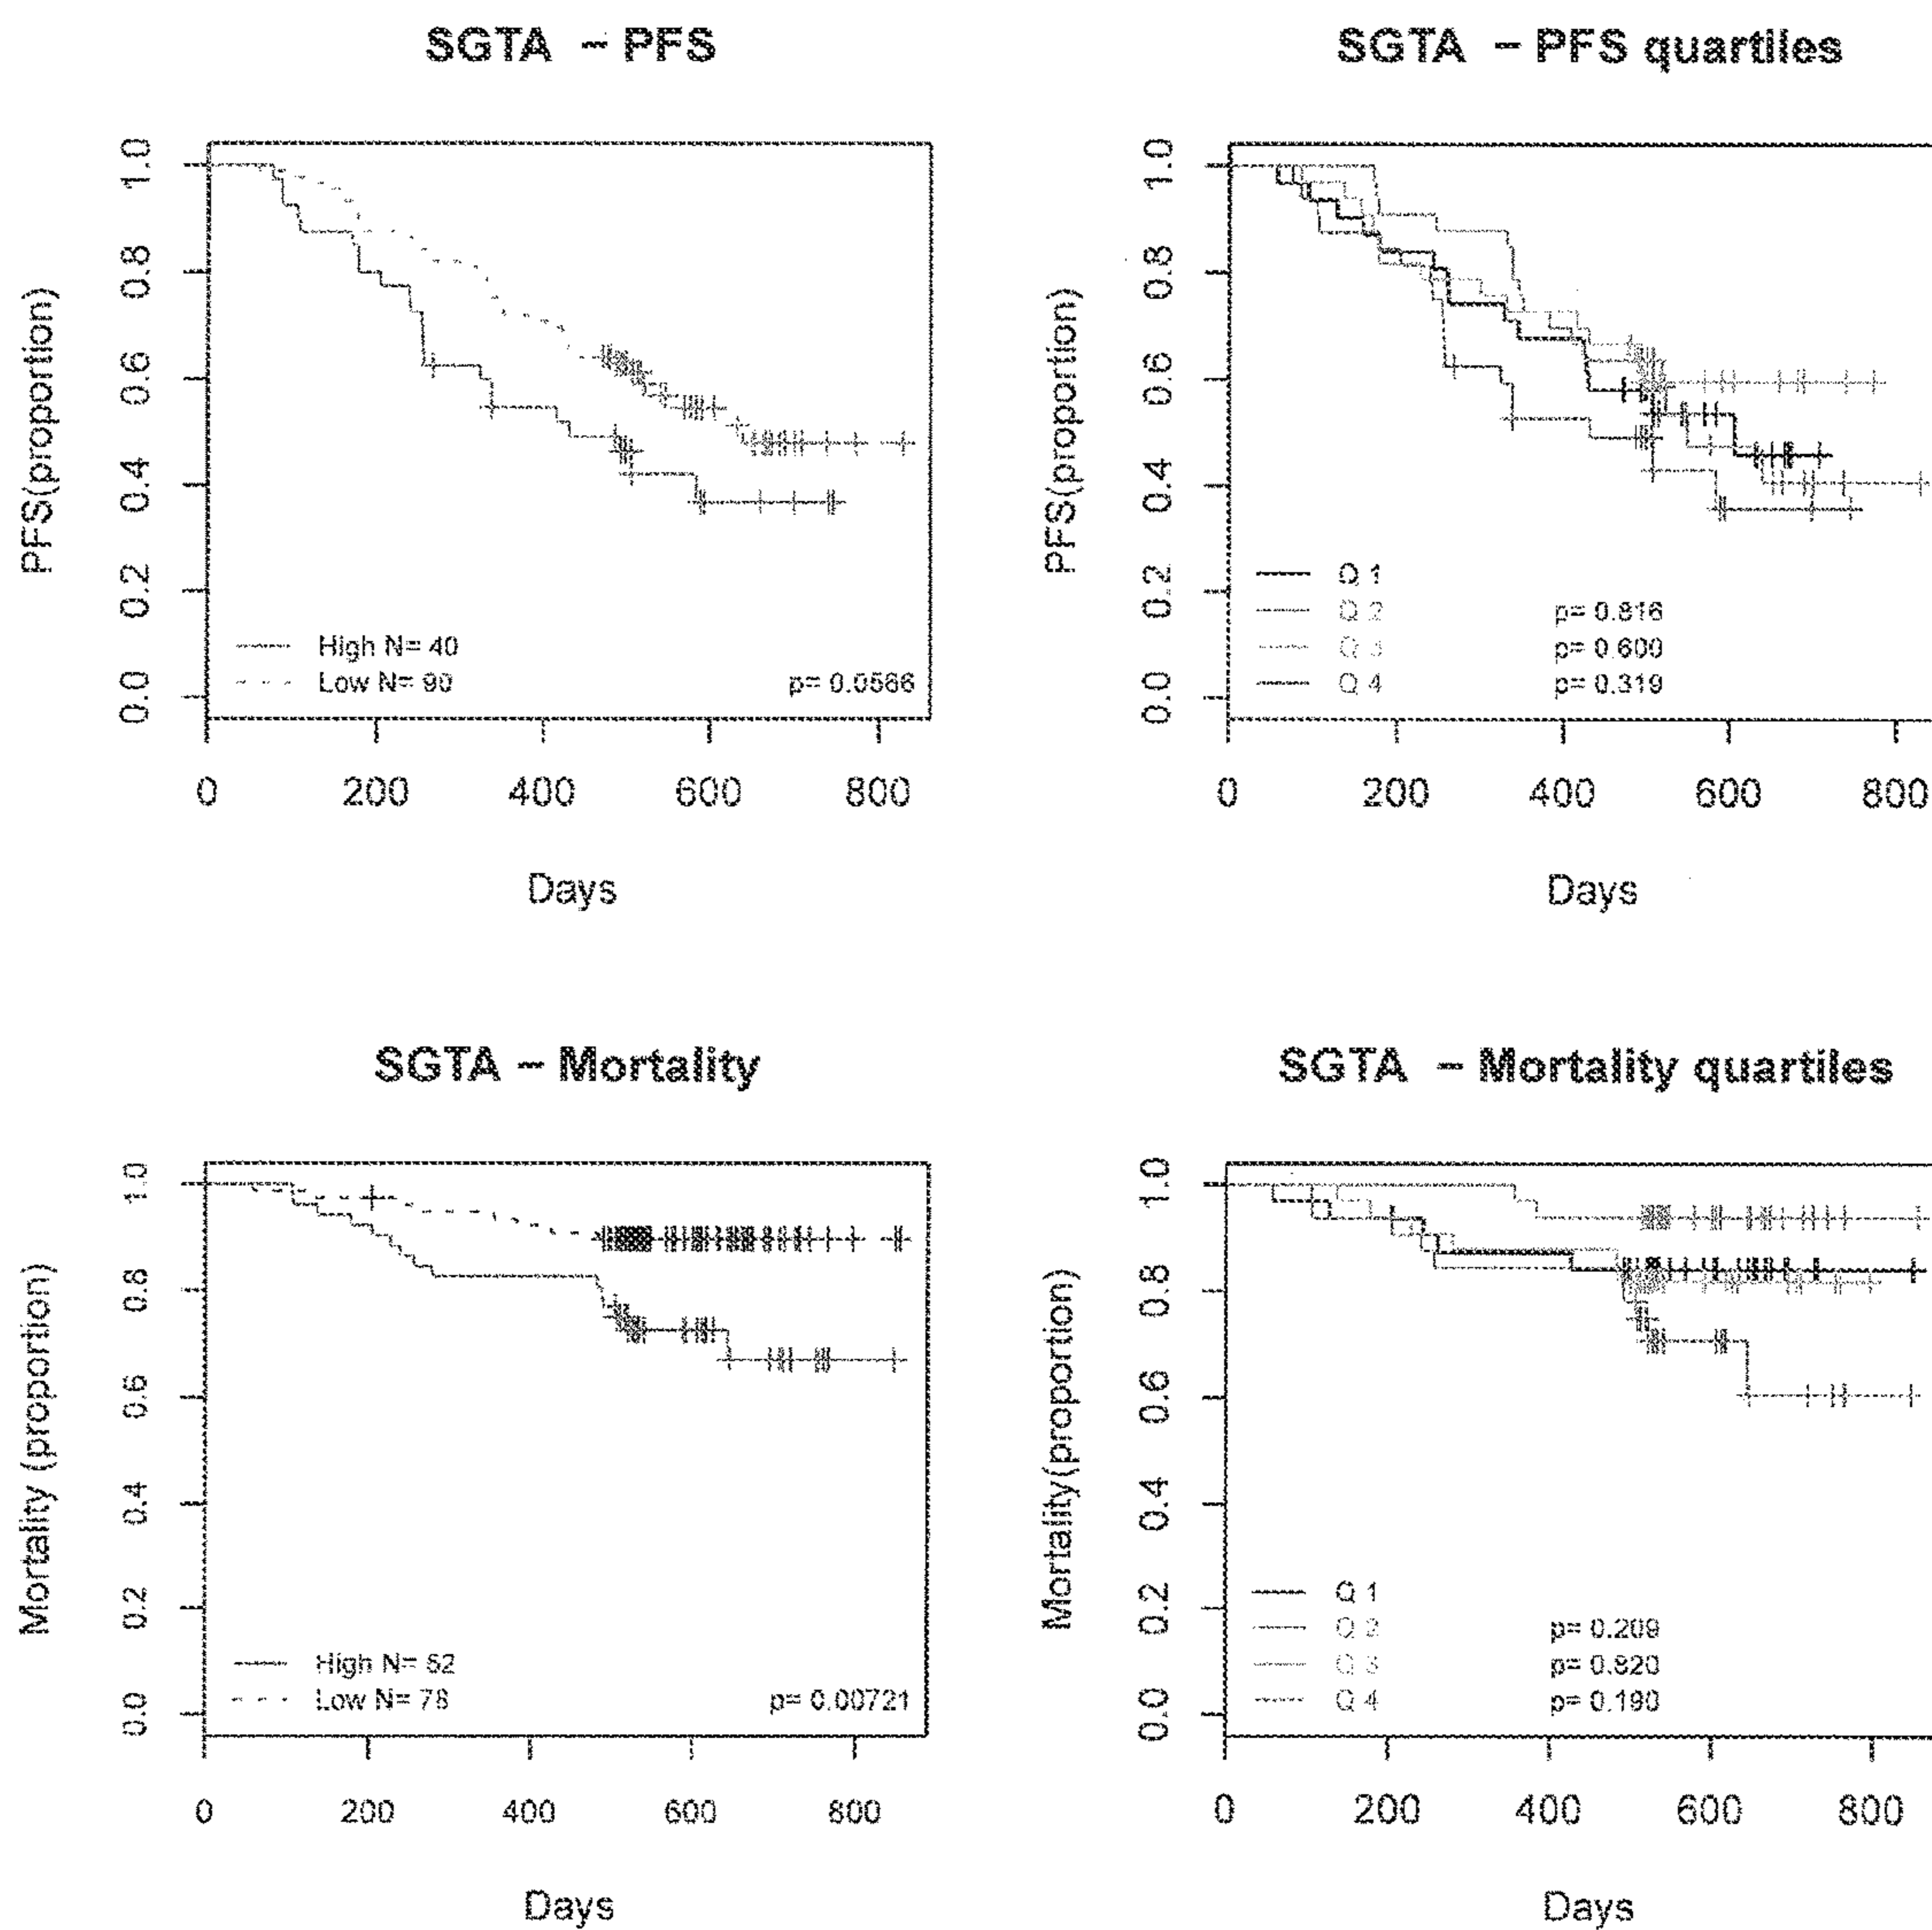 SGTA – PFS
PFS(proportion)
1.0
0.8
0.6
0.4
0.2
0.0
High N= 40
Low N= 90
p= 0.0566
0 200 400 600 800
Days
SGTA – PFS quartiles
PFS(proportion)
1.0
0.8
0.6
0.4
0.2
0.0
Q 1
Q 2 p= 0.816
Q 3 p= 0.600
Q 4 p= 0.319
0 200 400 600 800
Days
SGTA – Mortality
Mortality (proportion)
1.0
0.8
0.6
0.4
0.2
0.0
High N= 52
Low N= 78
p= 0.00721
0 200 400 600 800
Days
SGTA – Mortality quartiles
Mortality(proportion)
1.0
0.8
0.6
0.4
0.2
0.0
Q 1
Q 2 p= 0.209
Q 3 p= 0.820
Q 4 p= 0.190
0 200 400 600 800
Days